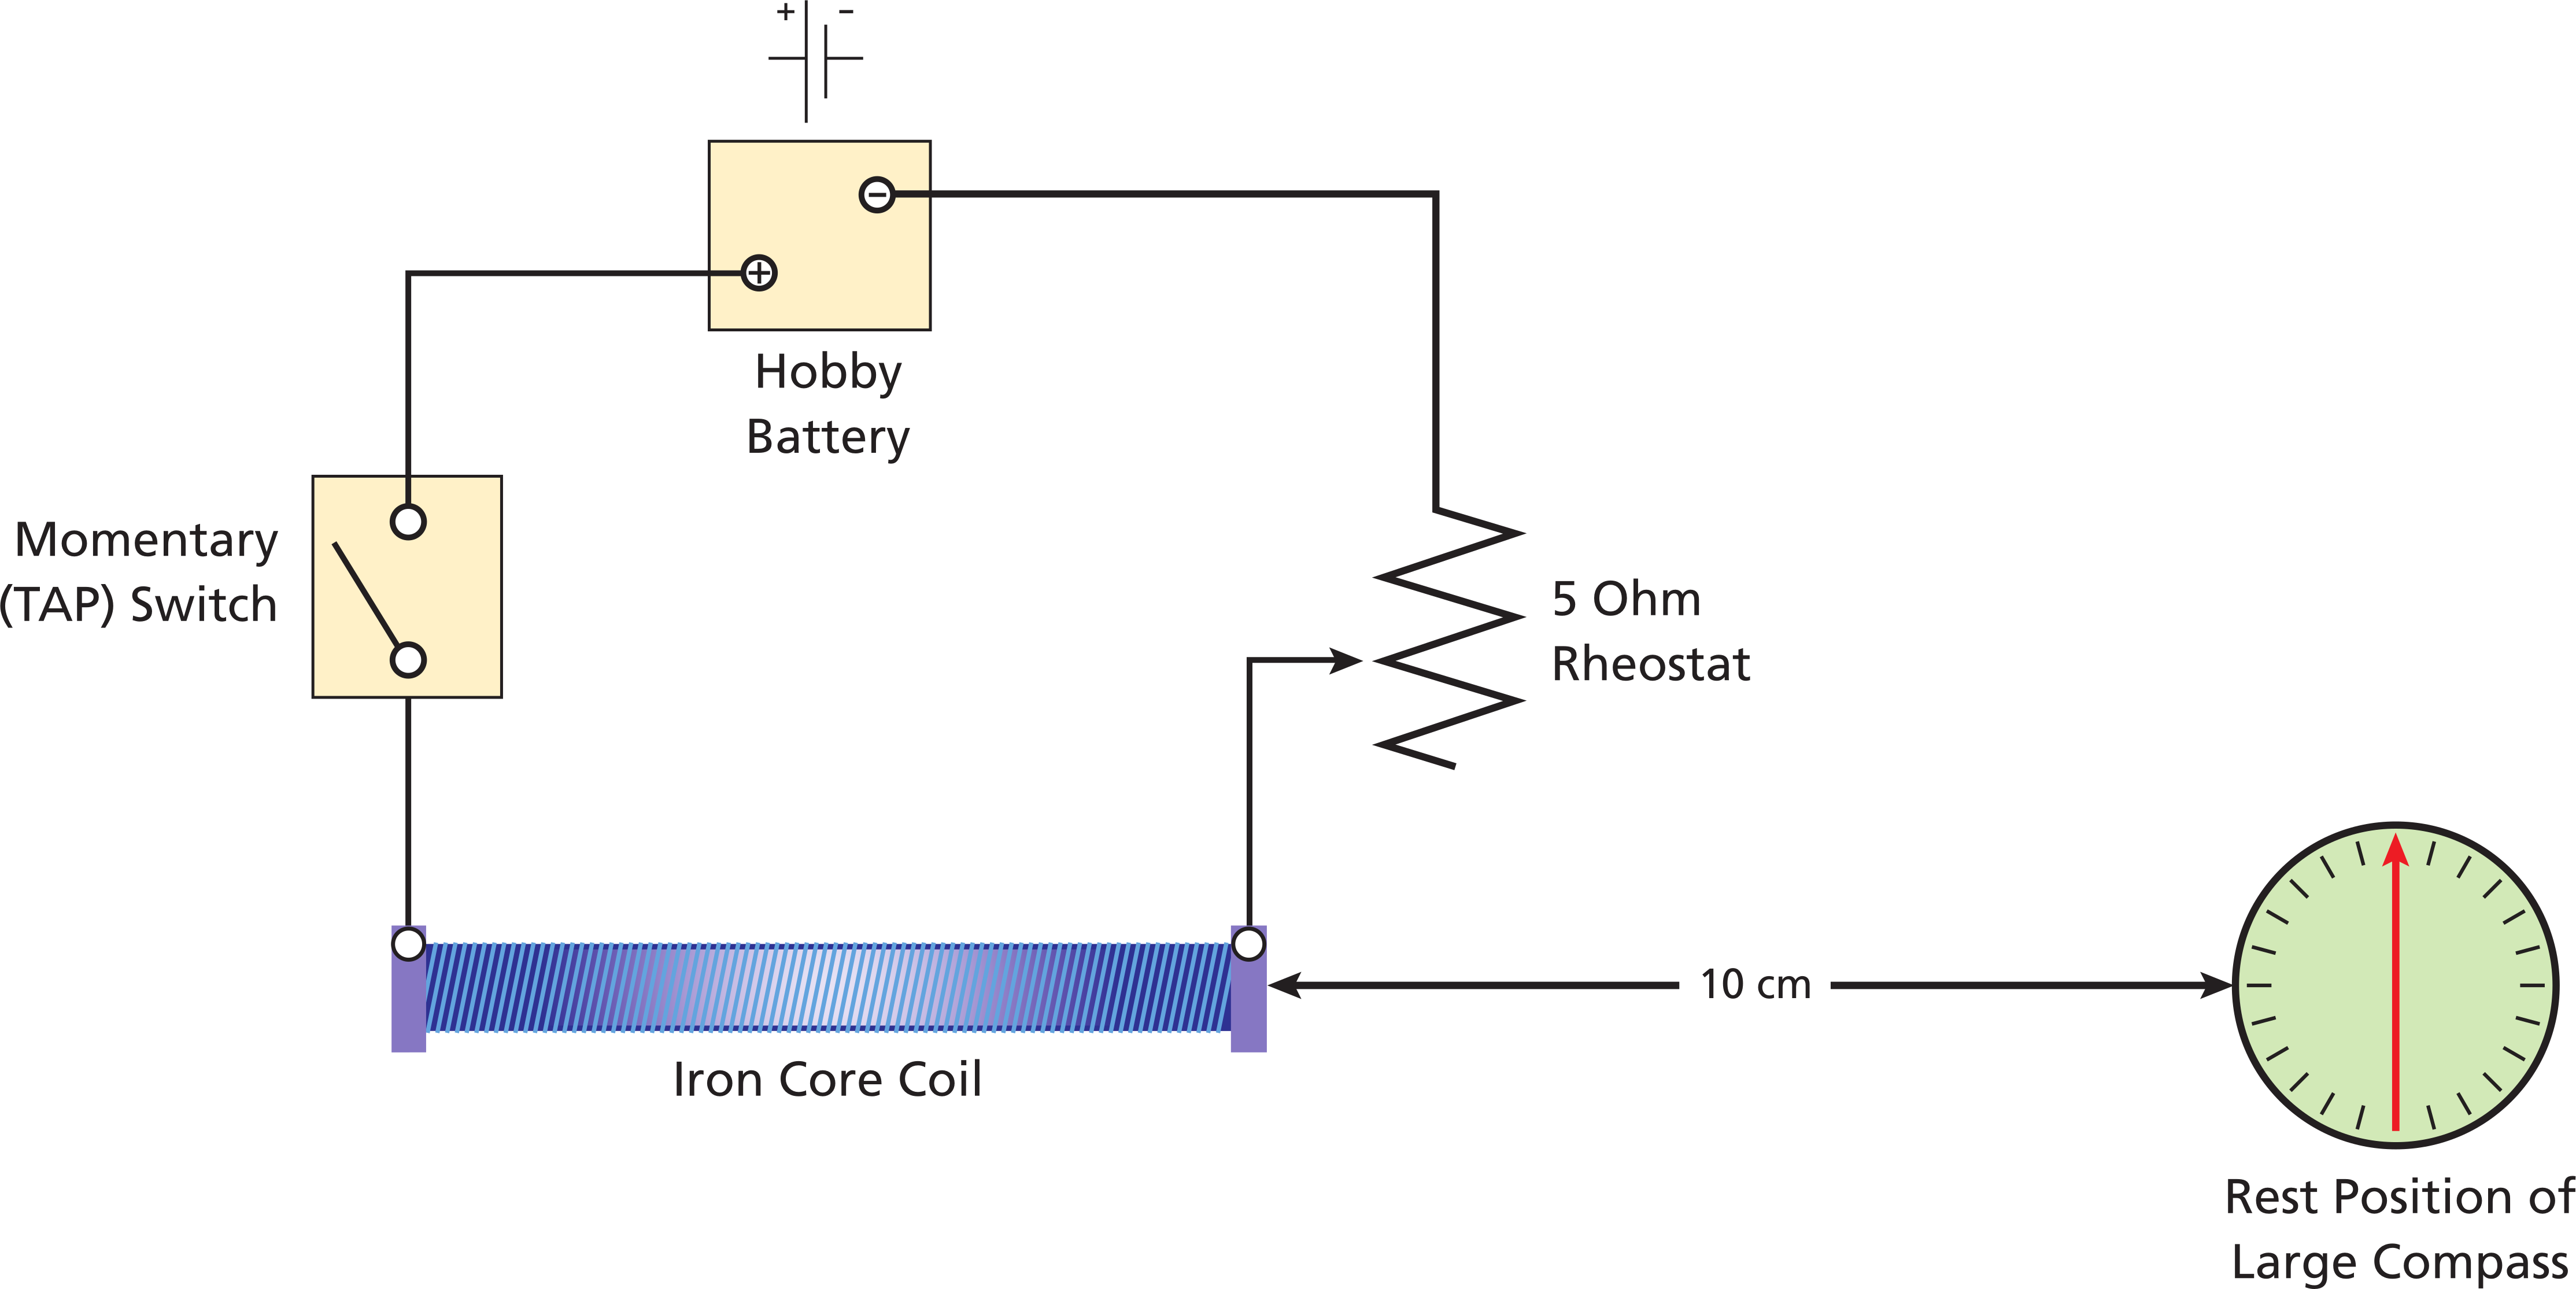 + -
- 
+
Hobby
Battery
Momentary
(TAP) Switch
5 Ohm
Rheostat
10 cm
Iron Core Coil
Rest Position of
Large Compass